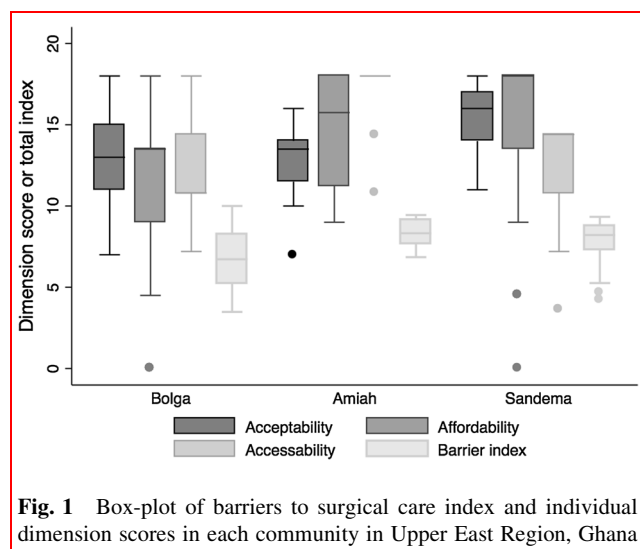 Dimension score or total index
20
15
10
5
0
Bolga Amiah Sandema
Acceptability Affordability
Accessability Barrier index
Fig. 1 Box-plot of barriers to surgical care index and individual
dimension scores in each community in Upper East Region, Ghana